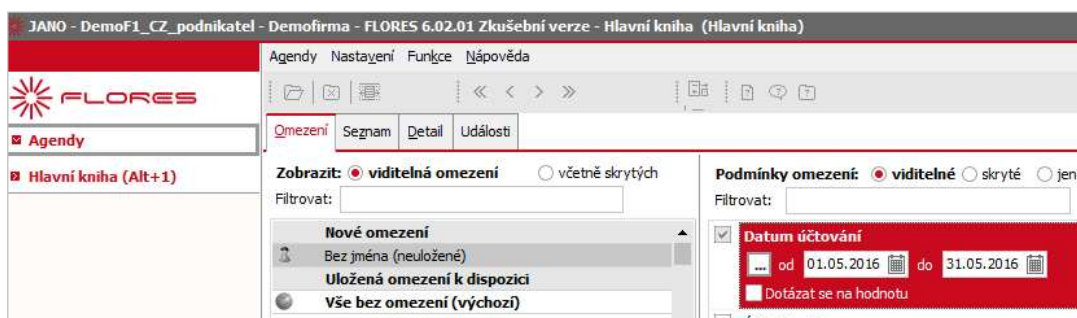 JANO - DemoF1_CZ_podnikatel - Demofirma - FLORES 6.02.01 Zkušební verze - Hlavní kniha (Hlavní kniha)
Agendy Nastavení Funkce Nápověda
FLORES
Omezení Seznam Detail Události
Agendy
Hlavní kniha (Alt+1)
Zobrazit: viditelná omezení včetně skrytých
Filtrovat:
Nové omezení
Bez jména (neuložené)
Uložená omezení k dispozici
Vše bez omezení (výchozí)
Podmínky omezení: viditelné skryté jen
Filtrovat:
Datum účtování
... od 01.05.2016 do 31.05.2016
Dotázat se na hodnotu